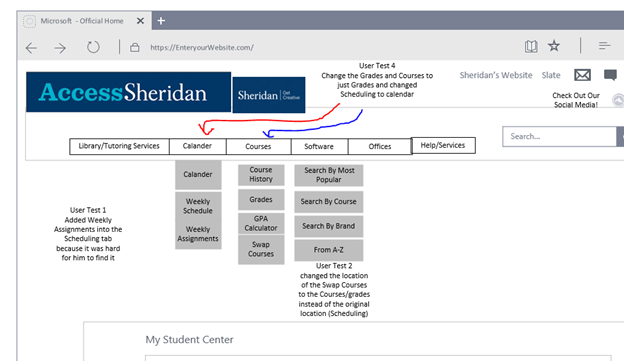 Microsoft - Official Home
https://EnteryourWebsite.com/
User Test 4
Change the Grades and Courses to
just Grades and changed
Scheduling to calendar
Sheridan's Website Slate
AccessSheridan
Sheridan | Get Creative
Check Out Our
Social Media!
Search...
Library/Tutoring Services Calander Courses Software Offices Help/Services
Calander
Weekly
Schedule
Weekly
Assignments
Course
History
Grades
GPA
Calculator
Swap
Courses
Search By Most
Popular
Search By Course
Search By Brand
From A-Z
User Test 1
Added Weekly
Assignments into the
Scheduling tab
because it was hard
for him to find it
User Test 2
changed the location
of the Swap Courses
to the Courses/grades
instead of the original
location (Scheduling)
My Student Center